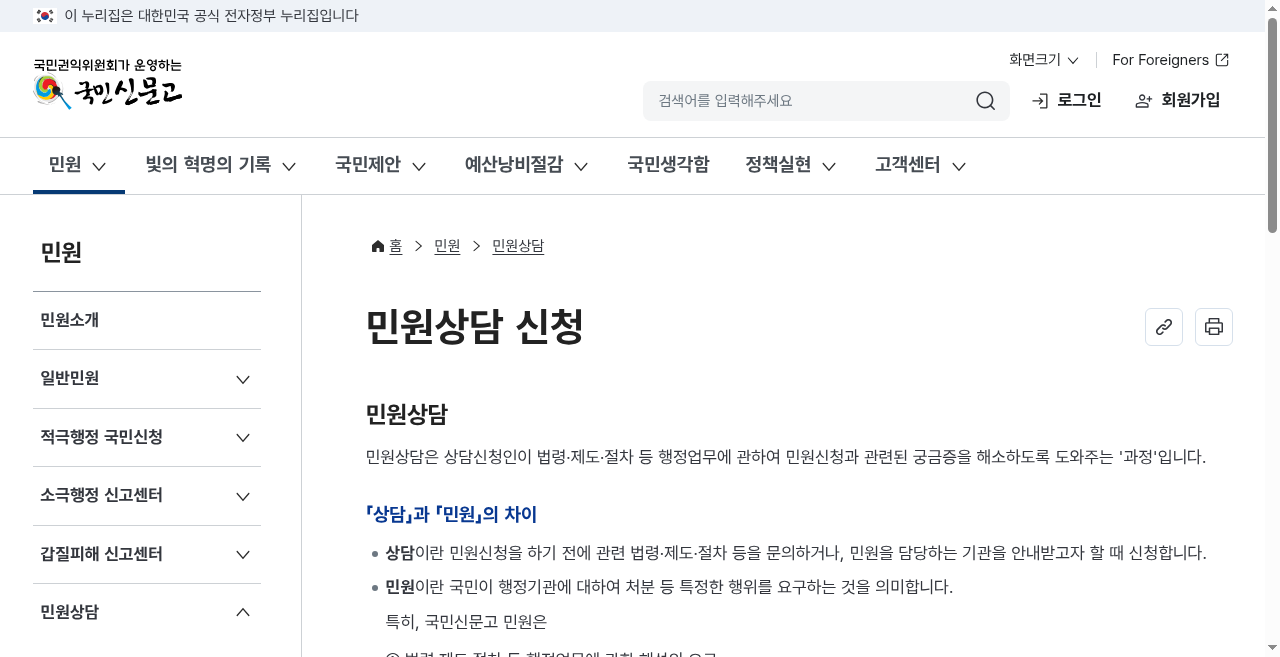 이 누리집은 대한민국 공식 전자정부 누리집입니다
국민권익위원회가 운영하는
국민신문고
화면크기
For Foreigners
검색어를 입력해주세요
로그인
회원가입
민원
빛의 혁명의 기록
국민제안
예산낭비절감
국민생각함
정책실현
고객센터
민원
민원소개
일반민원
적극행정 국민신청
소극행정 신고센터
갑질피해 신고센터
민원상담
홈
민원
민원상담
민원상담 신청
민원상담
민원상담은 상담신청인이 법령·제도·절차 등 행정업무에 관하여 민원신청과 관련된 궁금증을 해소하도록 도와주는 '과정'입니다.
「상담」과 「민원」의 차이
상담이란 민원신청을 하기 전에 관련 법령·제도·절차 등을 문의하거나, 민원을 담당하는 기관을 안내받고자 할 때 신청합니다.
민원이란 국민이 행정기관에 대하여 처분 등 특정한 행위를 요구하는 것을 의미합니다.
특히, 국민신문고 민원은